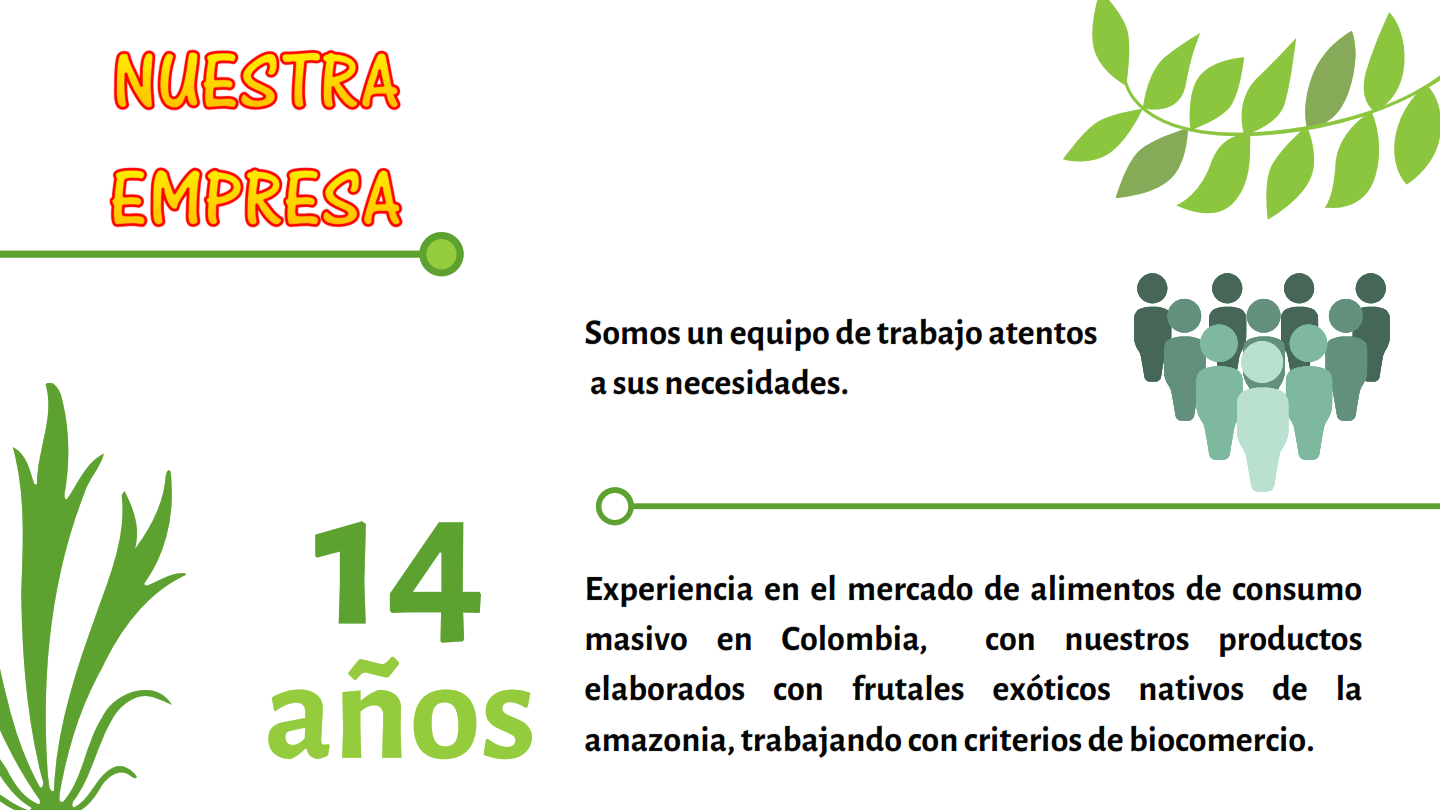 NUESTRA
EMPRESA
Somos un equipo de trabajo atentos
a sus necesidades.
14
años
Experiencia en el mercado de alimentos de consumo
masivo en Colombia, con nuestros productos
elaborados con frutales exóticos nativos de la
amazonia, trabajando con criterios de biocomercio.